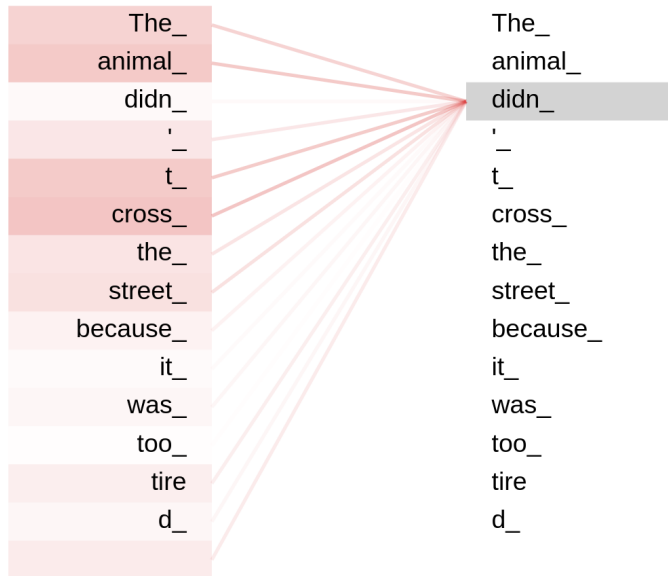 The_ The_
animal_ animal_
didn_ didn_
'_ '_
t_ t_
cross_ cross_
the_ the_
street_ street_
because_ because_
it_ it_
was_ was_
too_ too_
tire tire
d_ d_